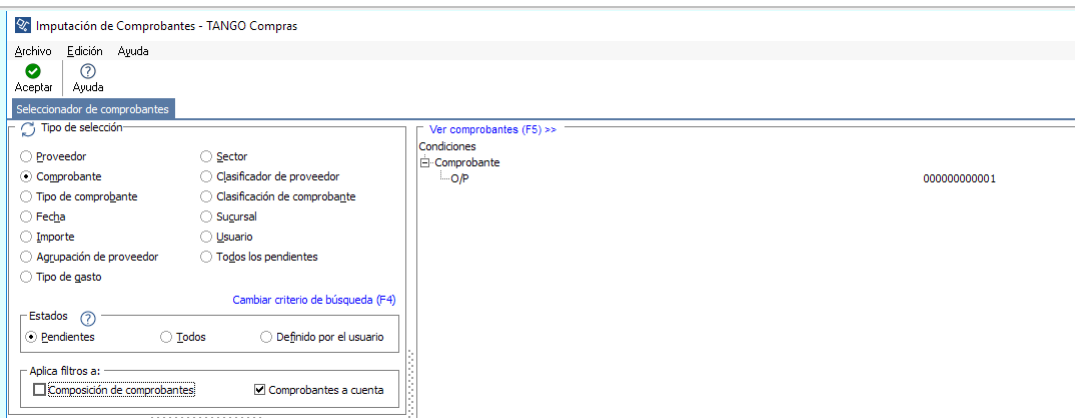 Imputación de Comprobantes - TANGO Compras
Archivo Edición Ayuda
Aceptar Ayuda
Seleccionador de comprobantes
Tipo de selección
Proveedor Sector
Comprobante Clasificador de proveedor
Tipo de comprobante Clasificación de comprobante
Fecha Sucursal
Importe Usuario
Agrupación de proveedor Todos los pendientes
Tipo de gasto
Cambiar criterio de búsqueda (F4)
Estados ?
Pendientes Todos Definido por el usuario
Aplica filtros a:
Composición de comprobantes Comprobantes a cuenta
Ver comprobantes (F5) >>
Condiciones
Comprobante
O/P 000000000001